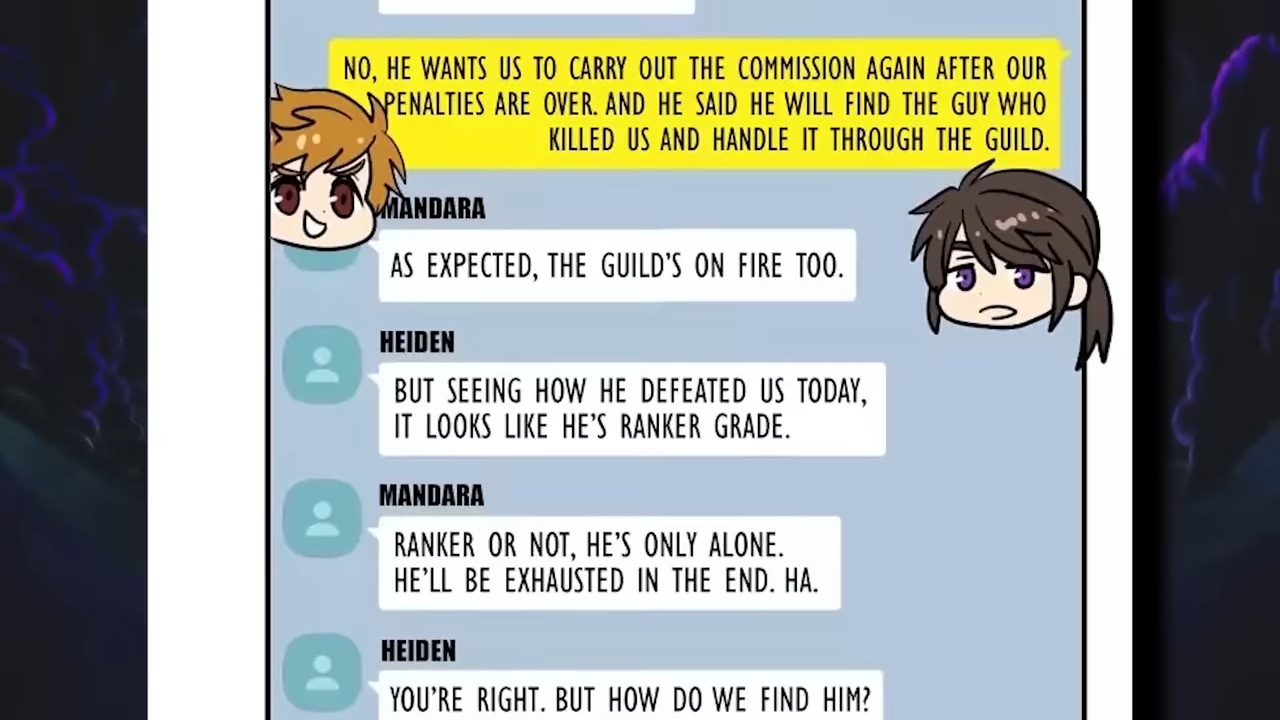 NO, HE WANTS US TO CARRY OUT THE COMMISSION AGAIN AFTER OUR
PENALTIES ARE OVER. AND HE SAID HE WILL FIND THE GUY WHO
KILLED US AND HANDLE IT THROUGH THE GUILD.
MANDARA
AS EXPECTED, THE GUILD'S ON FIRE TOO.
HEIDEN
BUT SEEING HOW HE DEFEATED US TODAY,
IT LOOKS LIKE HE'S RANKER GRADE.
MANDARA
RANKER OR NOT, HE'S ONLY ALONE.
HE'LL BE EXHAUSTED IN THE END. HA.
HEIDEN
YOU'RE RIGHT. BUT HOW DO WE FIND HIM?